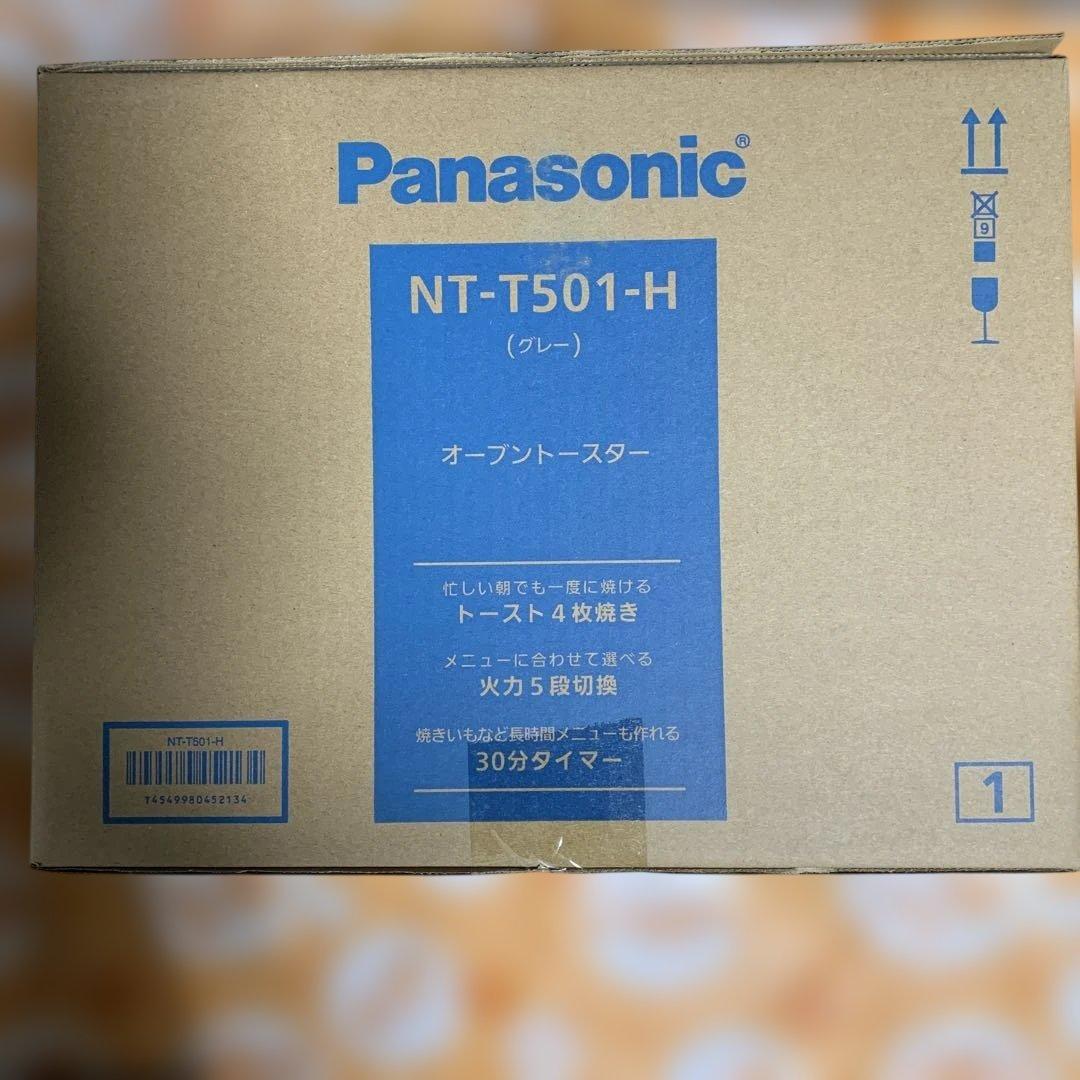 Panasonic®
NT-T501-H
(グレー)
オーブントースター
忙しい朝でも一度に焼ける
トースト4枚焼き
メニューに合わせて選べる
火力5段切換
焼きいもなど長時間メニューも作れる
30分タイマー
9
NT-T501-H
T4549980452134
1